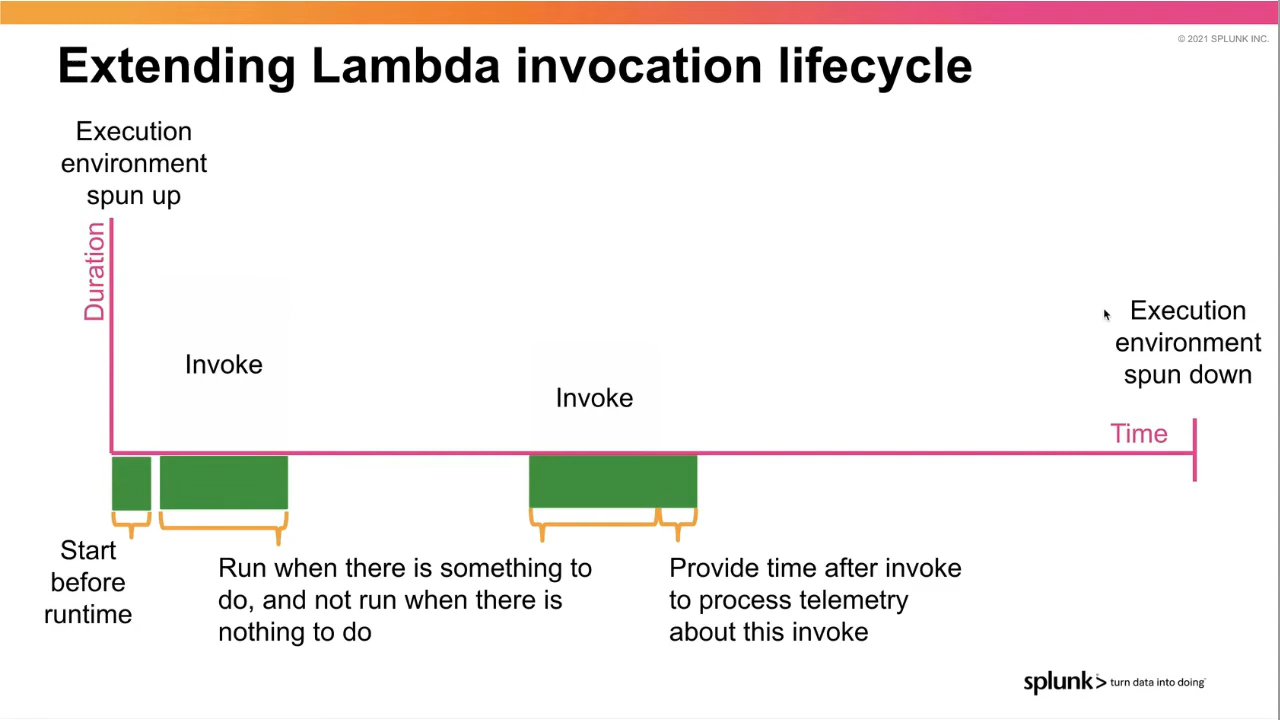 © 2021 SPLUNK INC.
Extending Lambda invocation lifecycle
Execution
environment
spun up
Duration
Invoke
Invoke
Execution
environment
spun down
Time
Start
before
runtime
Run when there is something to
do, and not run when there is
nothing to do
Provide time after invoke
to process telemetry
about this invoke
splunk> turn data into doing